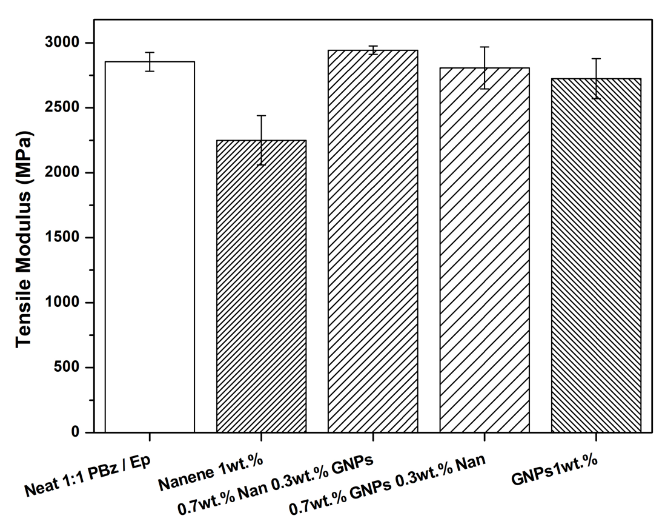 Tensile Modulus (MPa)
3000
2500
2000
1500
1000
500
0
Neat 1:1 PBz / Ep
Nanene 1wt.%
0.7wt.% Nan 0.3wt.% GNPs
0.7wt.% GNPs 0.3wt.% Nan
GNPs1wt.%